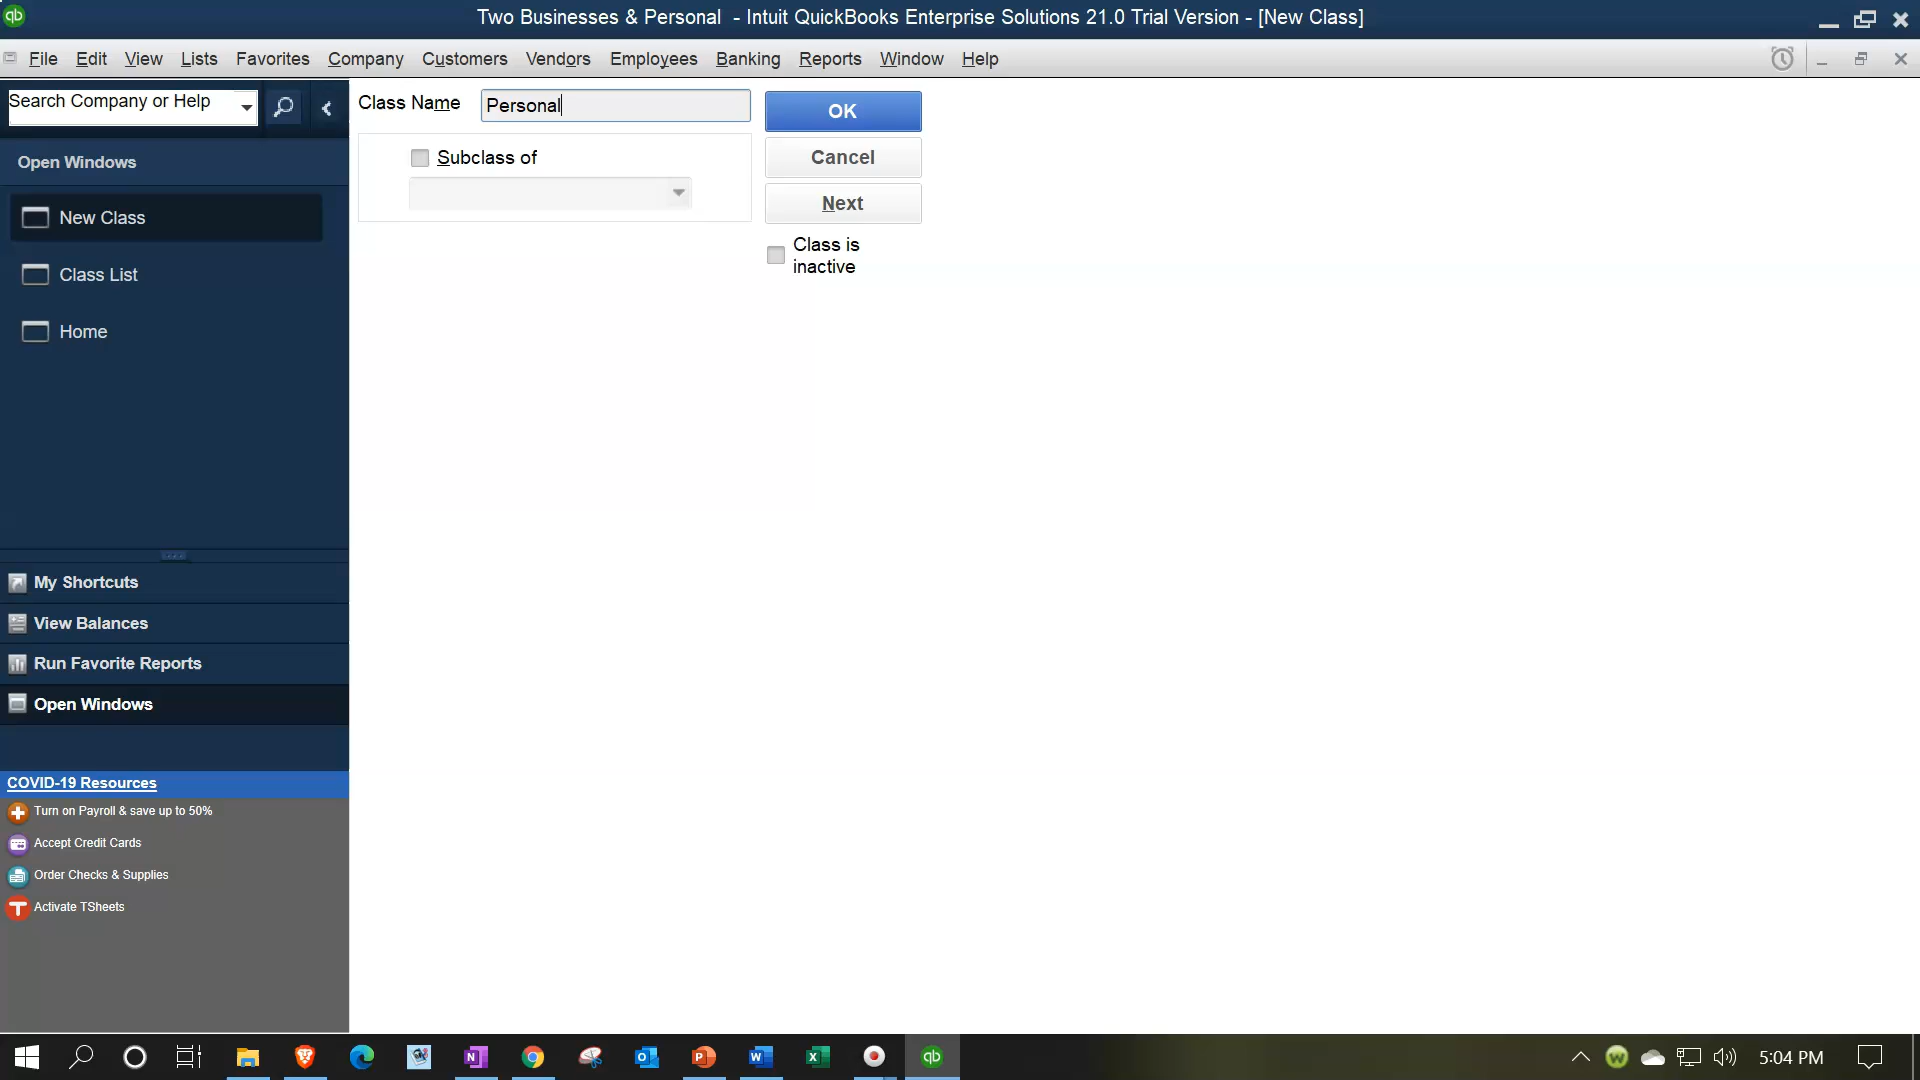 Two Businesses & Personal - Intuit QuickBooks Enterprise Solutions 21.0 Trial Version - [New Class]
File Edit View Lists Favorites Company Customers Vendors Employees Banking Reports Window Help
Search Company or Help
Open Windows
New Class
Class List
Home
My Shortcuts
View Balances
Run Favorite Reports
Open Windows
COVID-19 Resources
Turn on Payroll & save up to 50%
Accept Credit Cards
Order Checks & Supplies
Activate TSheets
Class Name Personal
Subclass of
OK
Cancel
Next
Class is
inactive
5:04 PM